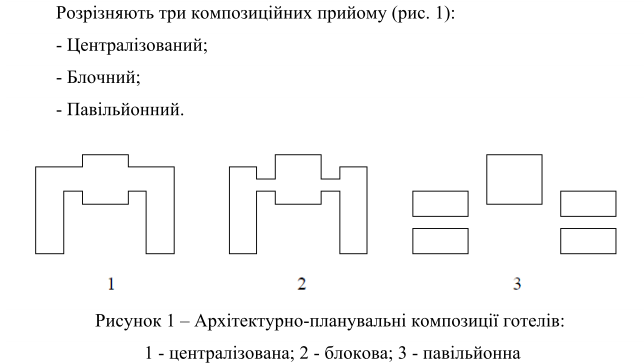 Розрізняють три композиційних прийому (рис. 1):
- Централізований;
- Блочний;
- Павільйонний.
1 2 3
Рисунок 1 – Архітектурно-планувальні композиції готелів:
1 - централізована; 2 - блокова; 3 - павільйонна